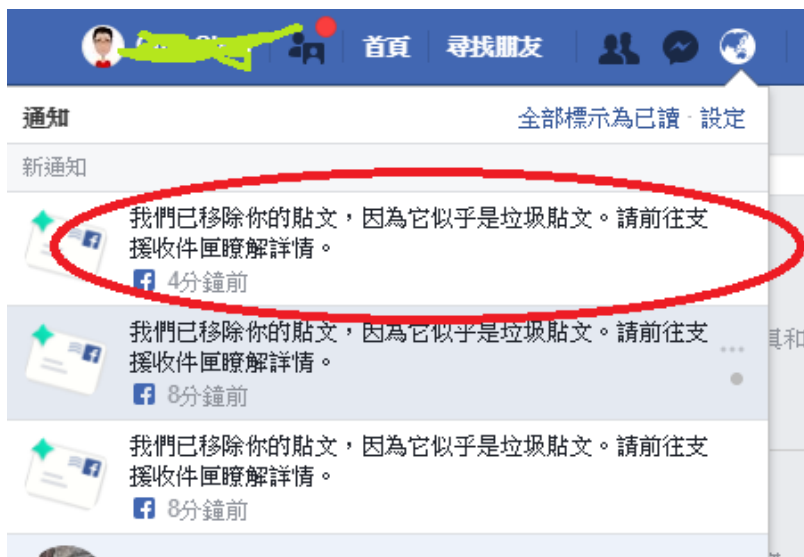 首頁
尋找朋友
通知
全部標示為已讀 · 設定
新通知
我們已移除你的貼文，因為它似乎是垃圾貼文。請前往支
援收件匣瞭解詳情。
4分鐘前
我們已移除你的貼文，因為它似乎是垃圾貼文。請前往支
援收件匣瞭解詳情。
8分鐘前
其和
我們已移除你的貼文，因為它似乎是垃圾貼文。請前往支
援收件匣瞭解詳情。
8分鐘前